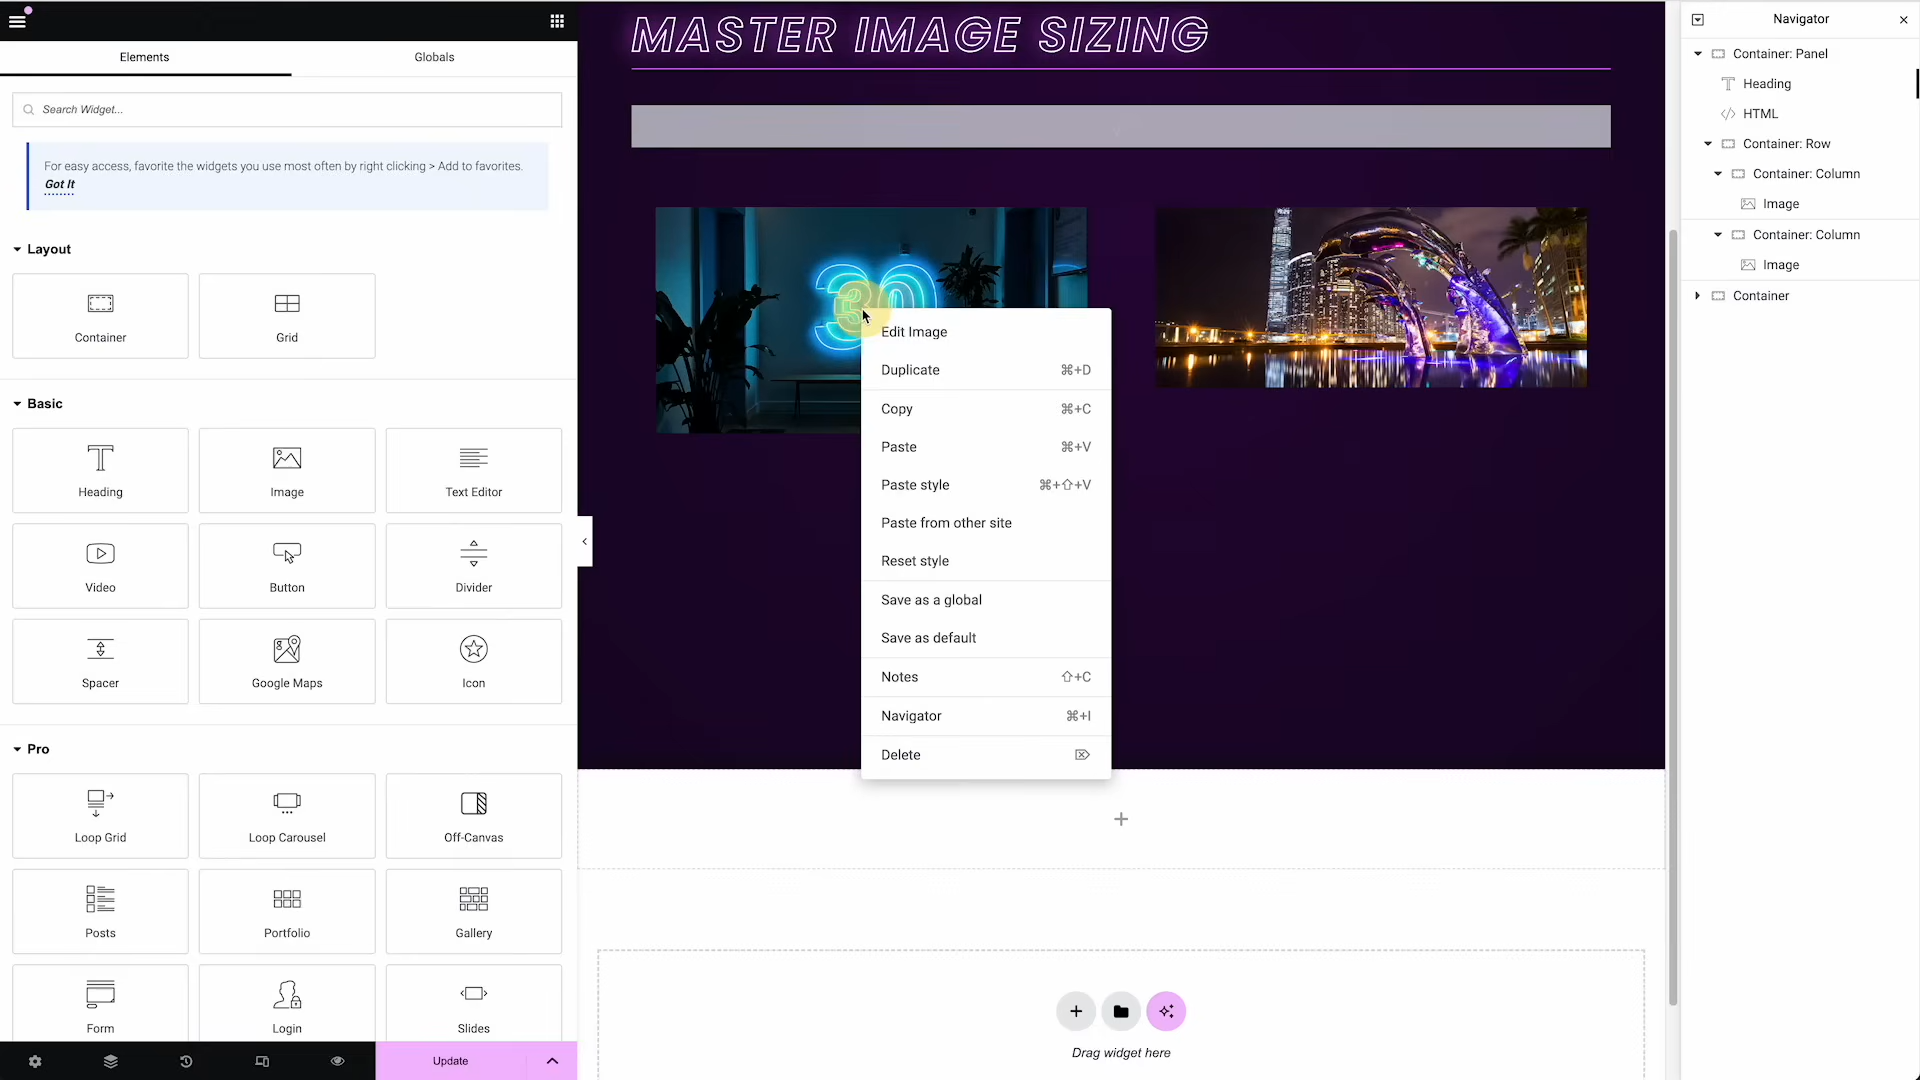 Elements
Globals
Search Widget...
For easy access, favorite the widgets you use most often by right clicking > Add to favorites.
Got It
Layout
Container
Grid
Basic
Heading
Image
Text Editor
Video
Button
Divider
Spacer
Google Maps
Icon
Pro
Loop Grid
Loop Carousel
Off-Canvas
Posts
Portfolio
Gallery
Form
Login
Slides
Update
MASTER IMAGE SIZING
30
Edit Image
Duplicate ⌘+D
Copy ⌘+C
Paste ⌘+V
Paste style ⌘+⇧+V
Paste from other site
Reset style
Save as a global
Save as default
Notes ⇧+C
Navigator ⌘+I
Delete ⌦
Drag widget here
Navigator
Container: Panel
Heading
HTML
Container: Row
Container: Column
Image
Container: Column
Image
Container